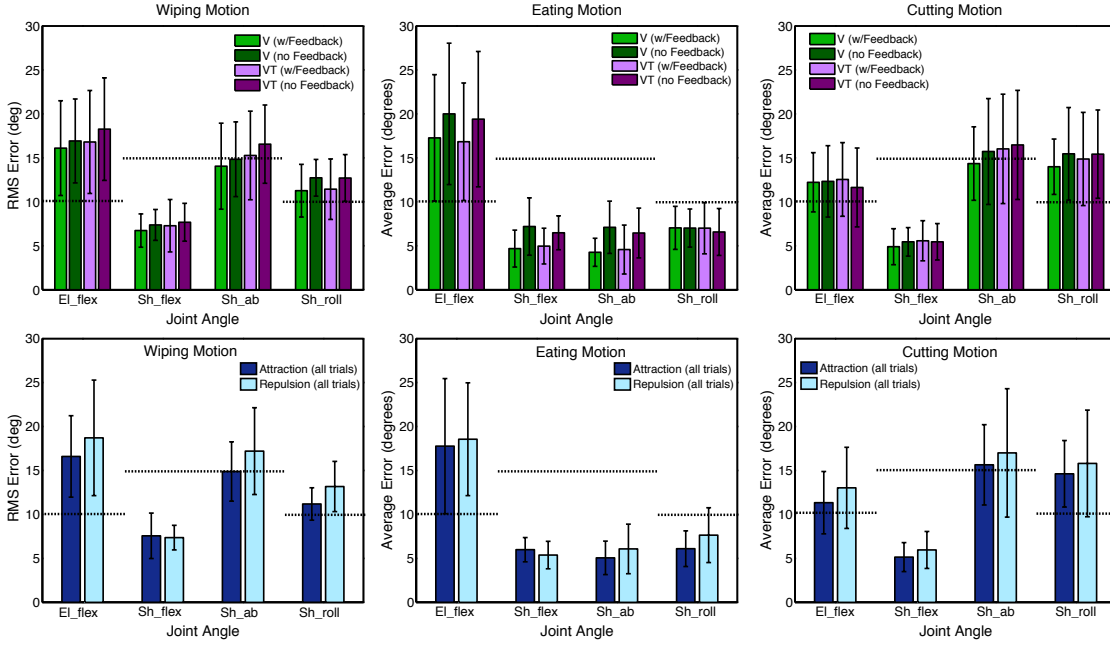 Wiping Motion
V (w/Feedback)
V (no Feedback)
VT (w/Feedback)
VT (no Feedback)
RMS Error (deg)
30
25
20
15
10
5
0
El_flex Sh_flex Sh_ab Sh_roll
Joint Angle
Eating Motion
V (w/Feedback)
V (no Feedback)
VT (w/Feedback)
VT (no Feedback)
Average Error (degrees)
30
25
20
15
10
5
0
El_flex Sh_flex Sh_ab Sh_roll
Joint Angle
Cutting Motion
V (w/Feedback)
V (no Feedback)
VT (w/Feedback)
VT (no Feedback)
Average Error (degrees)
30
25
20
15
10
5
0
El_flex Sh_flex Sh_ab Sh_roll
Joint Angle
Wiping Motion
Attraction (all trials)
Repulsion (all trials)
RMS Error (deg)
30
25
20
15
10
5
0
El_flex Sh_flex Sh_ab Sh_roll
Joint Angle
Eating Motion
Attraction (all trials)
Repulsion (all trials)
Average Error (degrees)
30
25
20
15
10
5
0
El_flex Sh_flex Sh_ab Sh_roll
Joint Angle
Cutting Motion
Attraction (all trials)
Repulsion (all trials)
Average Error (degrees)
30
25
20
15
10
5
0
El_flex Sh_flex Sh_ab Sh_roll
Joint Angle